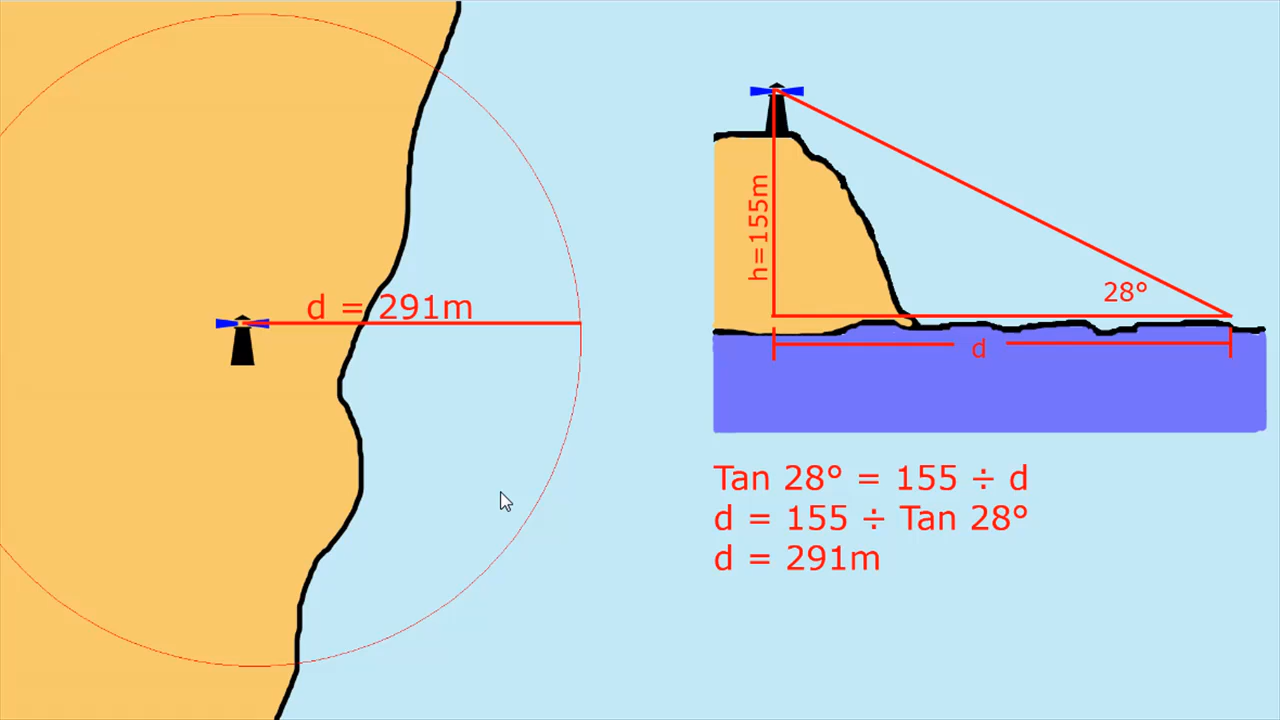 d = 291m
h=155m
28°
d
Tan 28° = 155 ÷ d
d = 155 ÷ Tan 28°
d = 291m